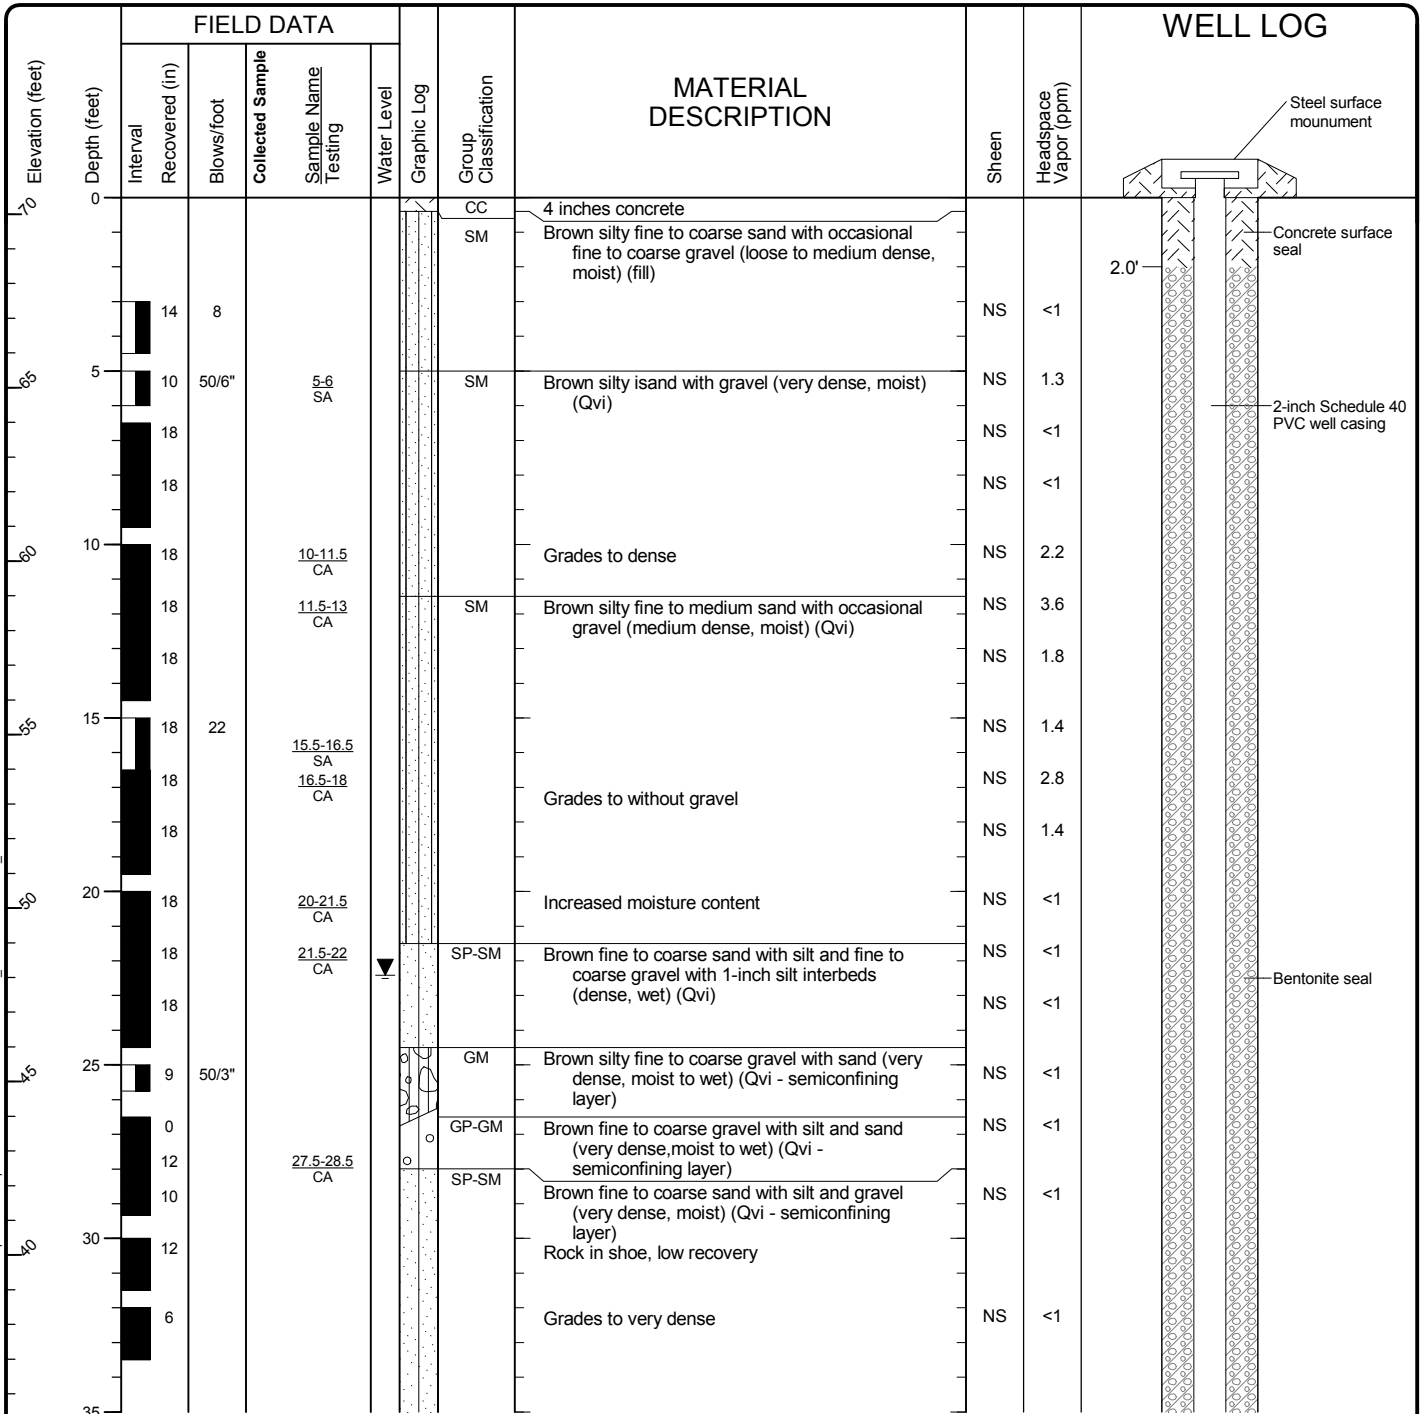 FIELD DATA
WELL LOG
Elevation (feet)
Depth (feet)
Interval
Recovered (in)
Blows/foot
Collected Sample
Sample Name
Testing
Water Level
Graphic Log
Group
Classification
MATERIAL
DESCRIPTION
Sheen
Headspace
Vapor (ppm)
Steel surface
mounument
0
70
CC
4 inches concrete
SM
Brown silty fine to coarse sand with occasional
fine to coarse gravel (loose to medium dense,
moist) (fill)
Concrete surface
seal
2.0'
14
8
NS
<1
5
65
10
50/6"
5-6
SA
SM
Brown silty isand with gravel (very dense, moist)
(Qvi)
NS
1.3
2-inch Schedule 40
PVC well casing
18
NS
<1
18
NS
<1
10
60
18
10-11.5
CA
Grades to dense
NS
2.2
18
11.5-13
CA
SM
Brown silty fine to medium sand with occasional
gravel (medium dense, moist) (Qvi)
NS
3.6
18
NS
1.8
15
55
18
22
15.5-16.5
SA
NS
1.4
18
16.5-18
CA
Grades to without gravel
NS
2.8
18
NS
1.4
20
50
18
20-21.5
CA
Increased moisture content
NS
<1
18
21.5-22
CA
SP-SM
Brown fine to coarse sand with silt and fine to
coarse gravel with 1-inch silt interbeds
(dense, wet) (Qvi)
NS
<1
Bentonite seal
18
NS
<1
25
45
9
50/3"
GM
Brown silty fine to coarse gravel with sand (very
dense, moist to wet) (Qvi - semiconfining
layer)
NS
<1
0
GP-GM
Brown fine to coarse gravel with silt and sand
(very dense,moist to wet) (Qvi -
semiconfining layer)
NS
<1
12
27.5-28.5
CA
10
SP-SM
Brown fine to coarse sand with silt and gravel
(very dense, moist) (Qvi - semiconfining
layer)
NS
<1
30
40
12
Rock in shoe, low recovery
6
Grades to very dense
NS
<1
35